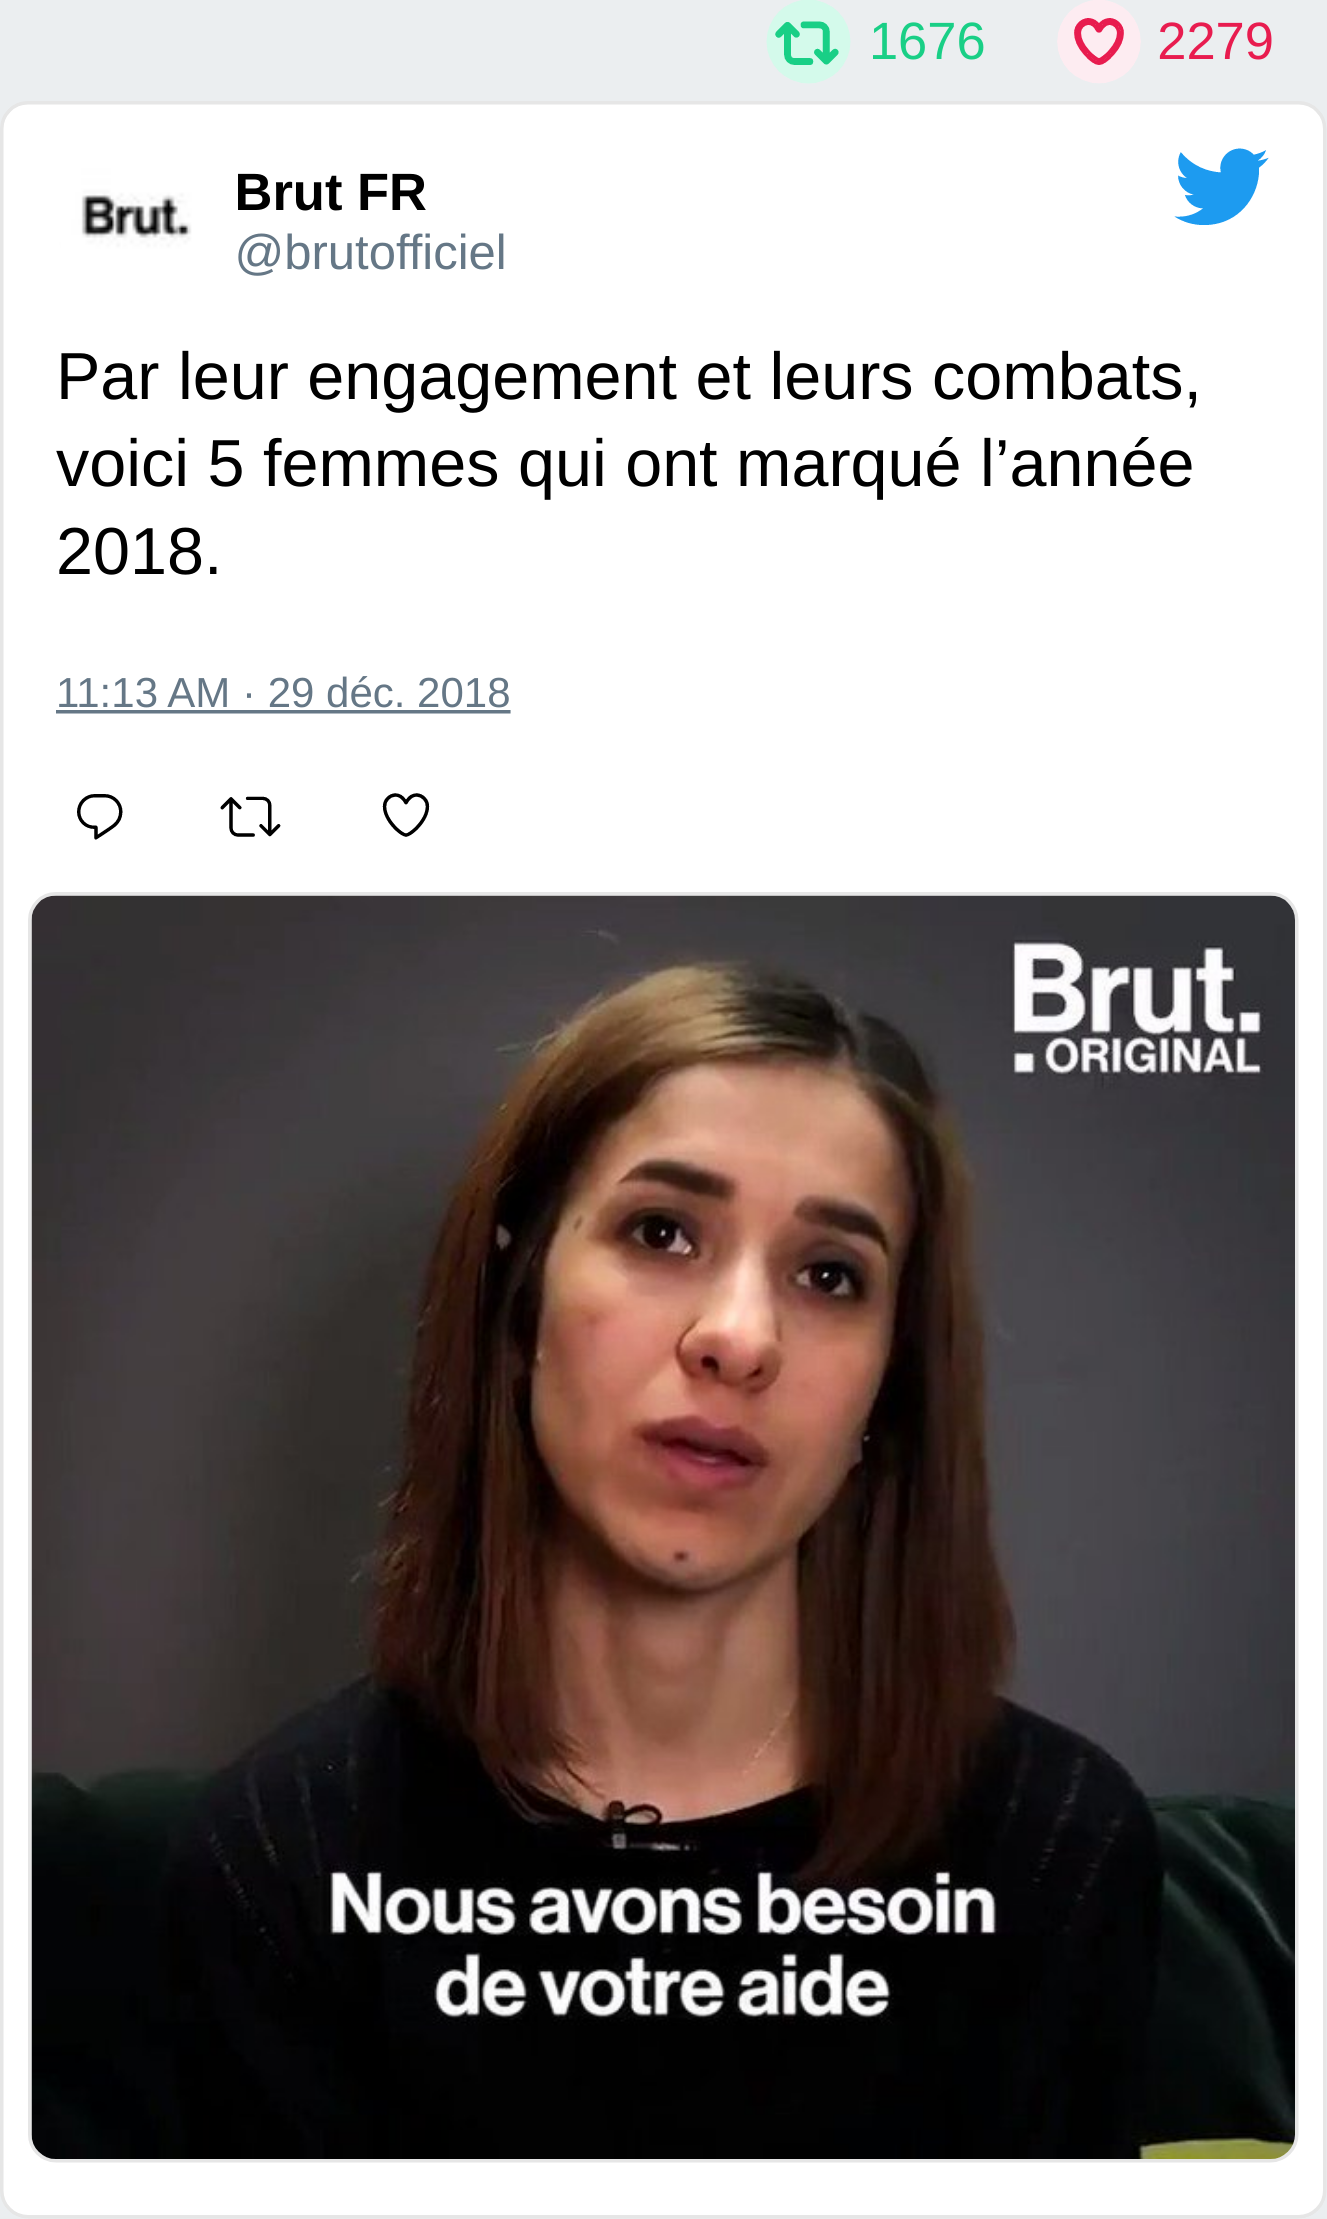 1676 2279
Brut.
Brut FR
@brutofficiel
Par leur engagement et leurs combats,
voici 5 femmes qui ont marqué l’année
2018.
11:13 AM · 29 déc. 2018
Brut.
ORIGINAL
Nous avons besoin
de votre aide